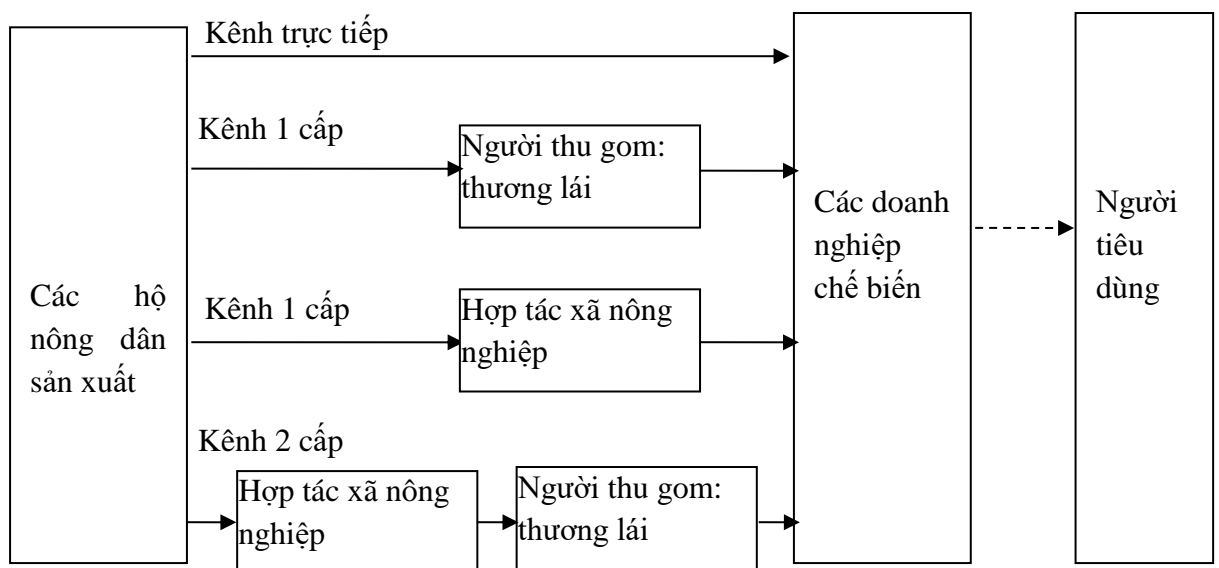 Kênh trực tiếp
Kênh 1 cấp
Người thu gom:
thương lái
Các doanh
nghiệp
chế biến
Người
tiêu
dùng
Các hộ
nông dân
sản xuất
Kênh 1 cấp
Hợp tác xã nông
nghiệp
Kênh 2 cấp
Hợp tác xã nông
nghiệp
Người thu gom:
thương lái